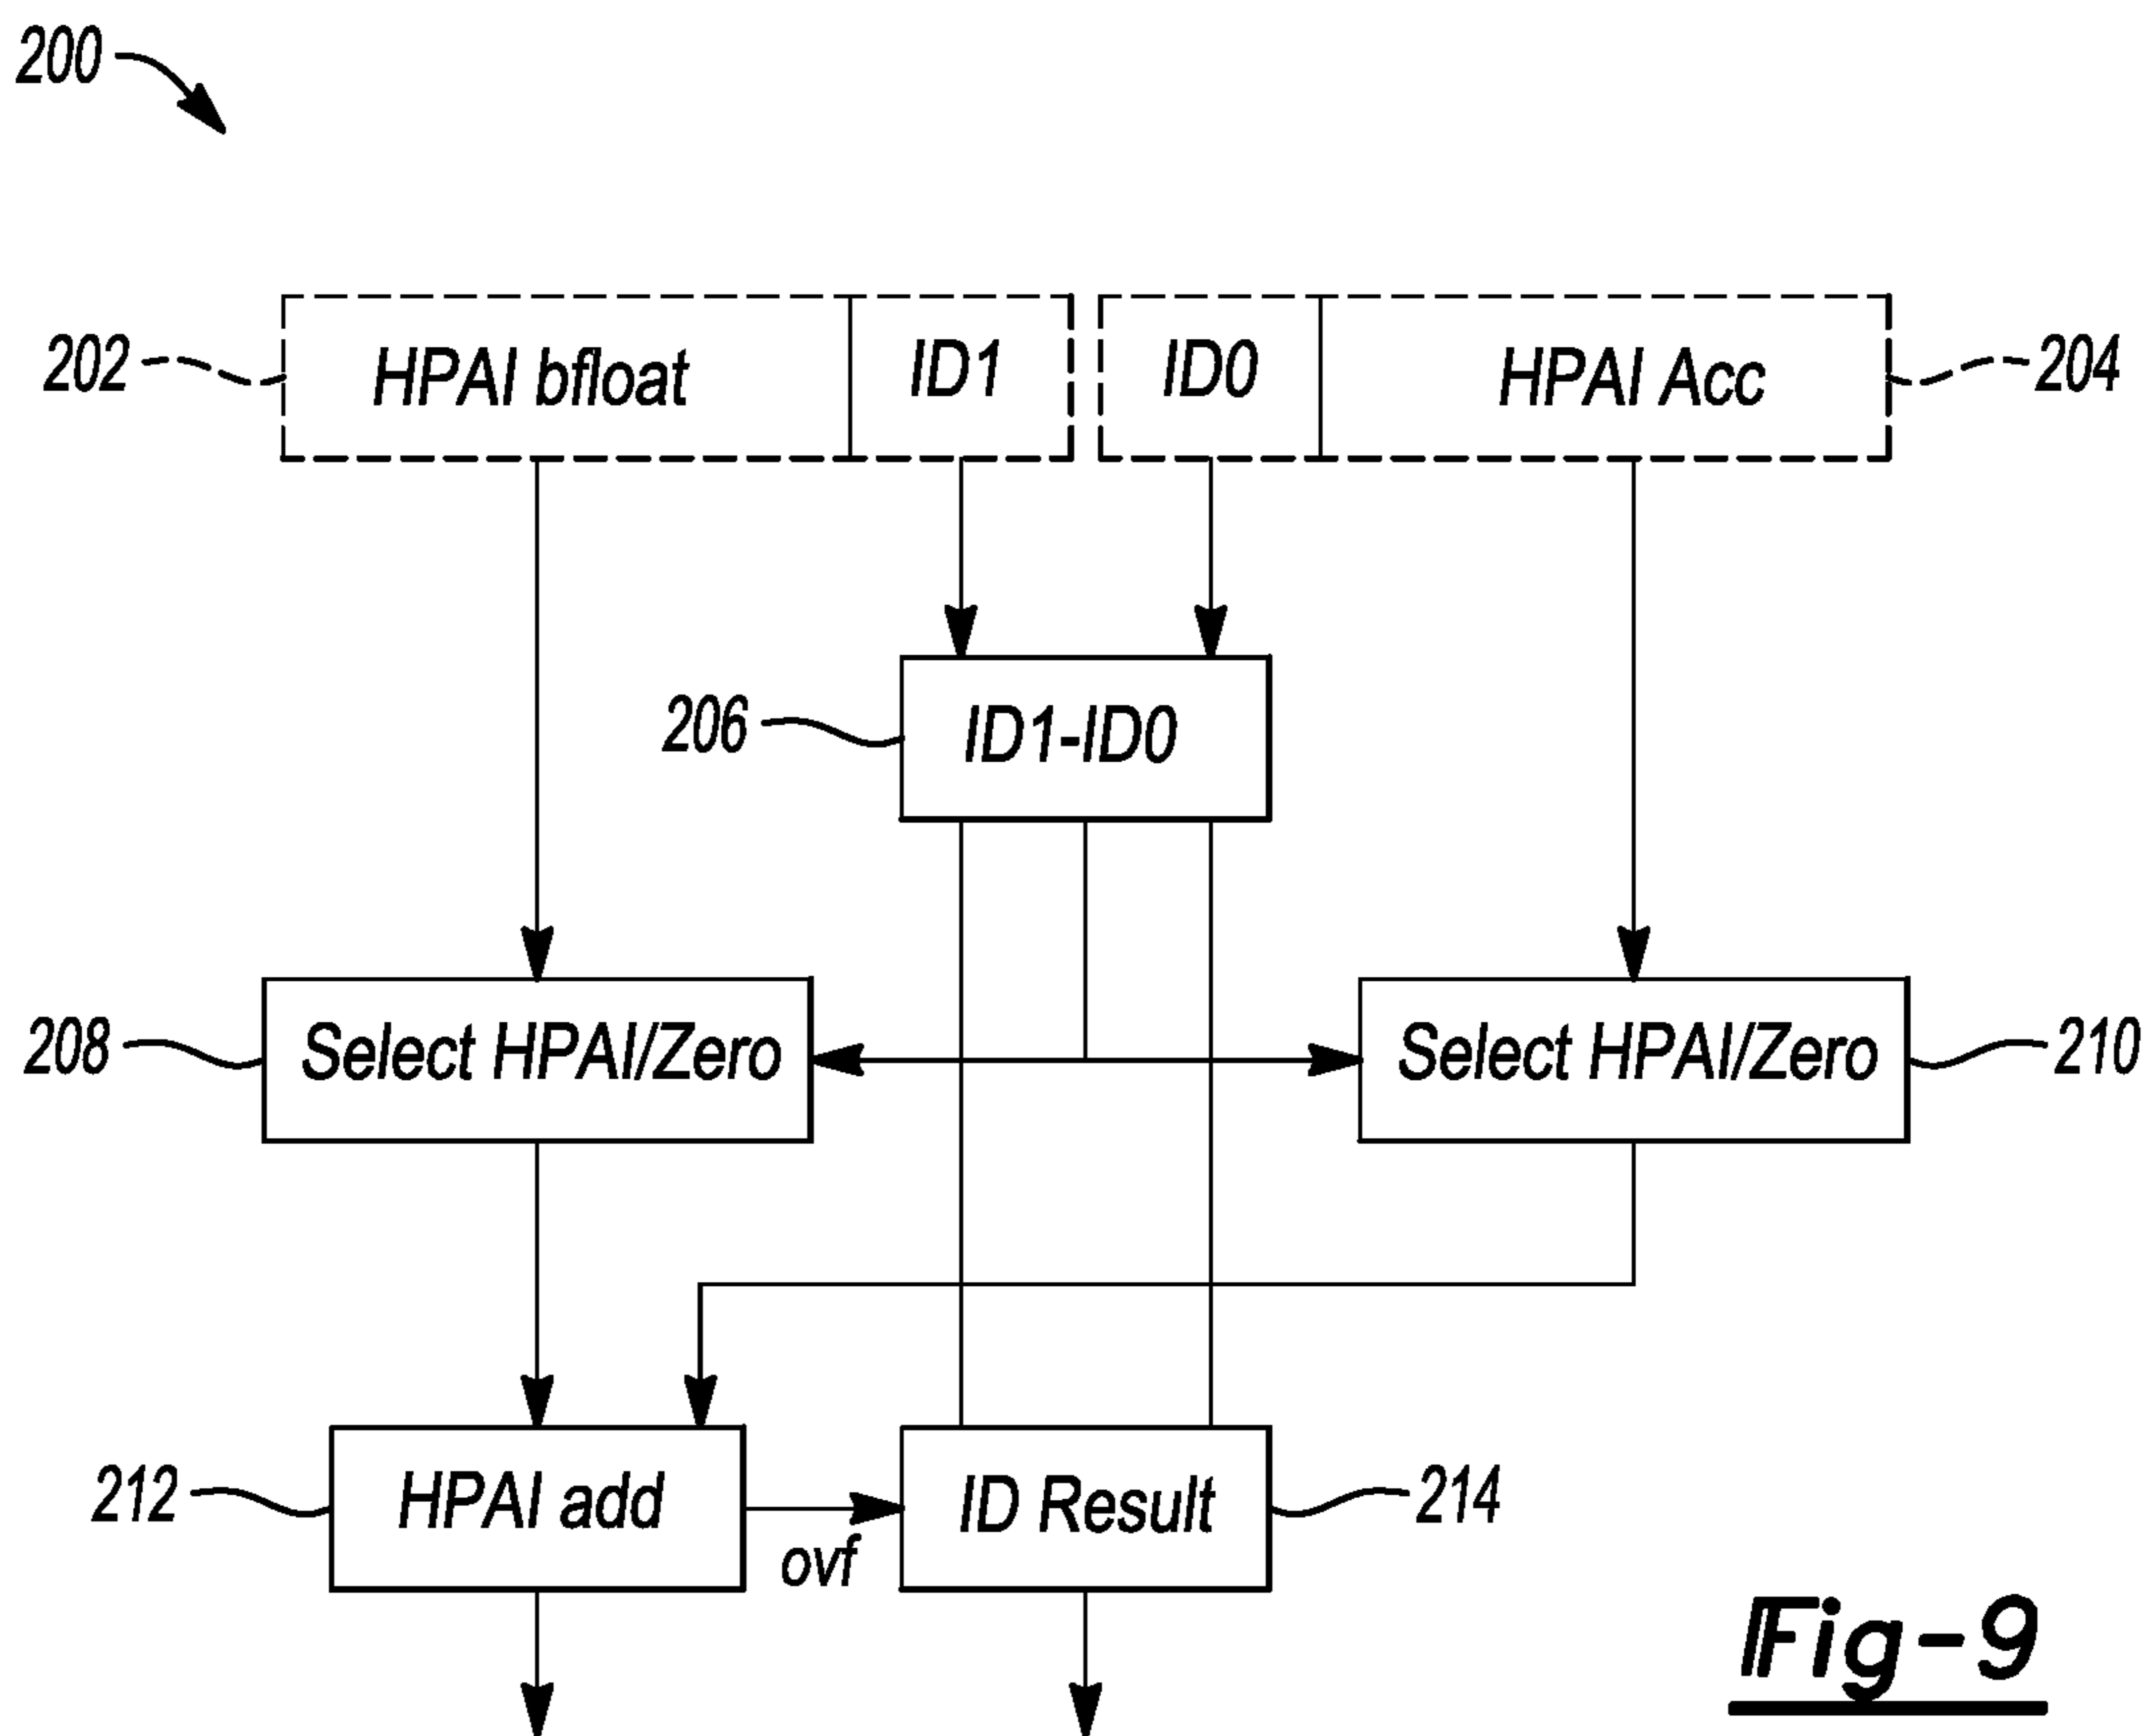 200
202
HPAI bfloat
ID1
ID0
HPAI Acc
204
206
ID1-ID0
208
Select HPAI/Zero
Select HPAI/Zero
210
212
HPAI add
ovf
ID Result
214
Fig-9